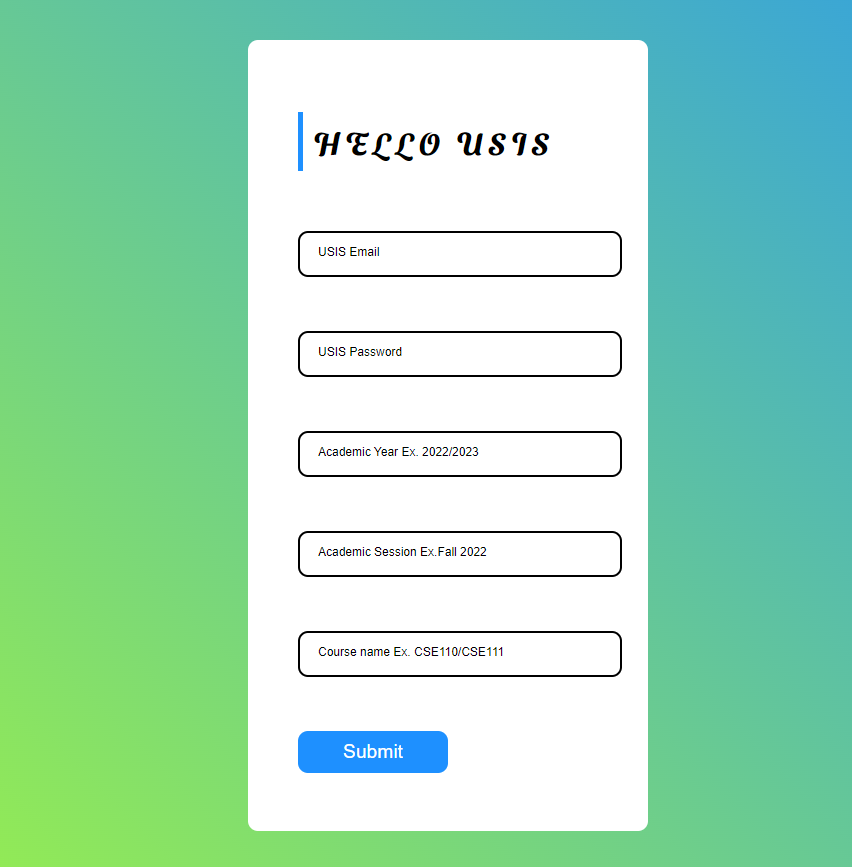 HELLO USIS
USIS Email
USIS Password
Academic Year Ex. 2022/2023
Academic Session Ex.Fall 2022
Course name Ex. CSE110/CSE111
Submit